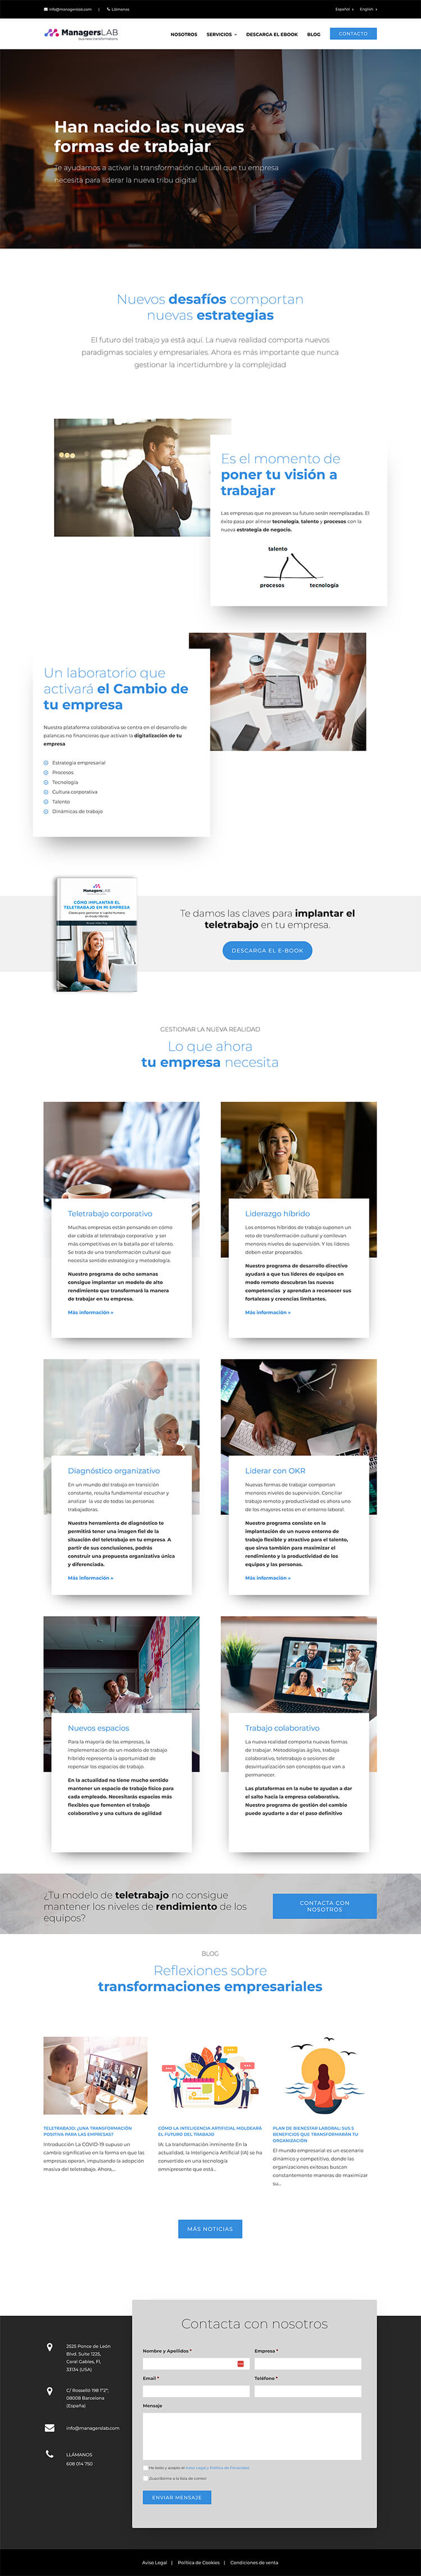 info@managerslab.com | Llámanos
Español English
ManagersLAB
business transformations
NOSOTROS SERVICIOS DESCARGA EL EBOOK BLOG CONTACTO
Han nacido las nuevas
formas de trabajar
Te ayudamos a activar la transformación cultural que tu empresa
necesita para liderar la nueva tribu digital
Nuevos desafíos comportan
nuevas estrategias
El futuro del trabajo ya está aquí. La nueva realidad comporta nuevos
paradigmas sociales y empresariales. Ahora es más importante que nunca
gestionar la incertidumbre y la complejidad
Es el momento de
poner tu visión a
trabajar
Las empresas que no prevean su futuro serán reemplazadas. El
éxito pasa por alinear tecnología, talento y procesos con la
nueva estrategia de negocio.
talento
procesos tecnología
Un laboratorio que
activará el Cambio de
tu empresa
Nuestra plataforma colaborativa se centra en el desarrollo de
palancas no financieras que activan la digitalización de tu
empresa
Estrategia empresarial
Procesos
Tecnología
Cultura corporativa
Talento
Dinámicas de trabajo
ManagersLAB
CÓMO IMPLANTAR EL
TELETRABAJO EN MI EMPRESA
Te damos las claves para implantar el
teletrabajo en tu empresa.
DESCARGA EL E-BOOK
GESTIONAR LA NUEVA REALIDAD
Lo que ahora
tu empresa necesita
Teletrabajo corporativo
Muchas empresas están pensando en cómo
dar cabida al teletrabajo corporativo y ser
más competitivas en la batalla por el talento.
Se trata de una transformación cultural que
necesita sentido estratégico y metodología.
Nuestro programa de ocho semanas
consigue implantar un modelo de alto
rendimiento que transformará la manera
de trabajar en tu empresa.
Más información »
Liderazgo híbrido
Los entornos híbridos de trabajo suponen un
reto de transformación cultural y conllevan
menores niveles de supervisión. Y los líderes
deben estar preparados.
Nuestro programa de desarrollo directivo
ayudará a que tus líderes de equipos en
modo remoto descubran las nuevas
competencias y aprendan a reconocer sus
fortalezas y creencias limitantes.
Más información »
Diagnóstico organizativo
En un mundo del trabajo en transición
constante, resulta fundamental escuchar y
analizar la voz de todas las personas
trabajadoras.
Nuestra herramienta de diagnóstico te
permitirá tener una imagen fiel de la
situación del teletrabajo en tu empresa. A
partir de sus conclusiones, podrás
construir una propuesta organizativa única
y diferenciada.
Más información »
Liderar con OKR
Nuevas formas de trabajar comportan
menores niveles de supervisión. Conciliar
trabajo remoto y productividad es ahora uno
de los mayores retos en el entorno laboral.
Nuestro programa consiste en la
implantación de un nuevo entorno de
trabajo flexible y atractivo para el talento,
que sirva también para maximizar el
rendimiento y la productividad de los
equipos y las personas.
Más información »
Nuevos espacios
Para la mayoría de las empresas, la
implementación de un modelo de trabajo
híbrido representa la oportunidad de
repensar los espacios de trabajo.
En la actualidad no tiene mucho sentido
mantener un espacio de trabajo físico para
cada empleado. Necesitarás espacios más
flexibles que fomenten el trabajo
colaborativo y una cultura de agilidad
Trabajo colaborativo
La nueva realidad comporta nuevas formas
de trabajar. Metodologías ágiles, trabajo
colaborativo, teletrabajo o sesiones de
desvirtualización son conceptos que van a
permanecer.
Las plataformas en la nube te ayudan a dar
el salto hacia la empresa colaborativa.
Nuestro programa de gestión del cambio
puede ayudarte a dar el paso definitivo
¿Tu modelo de teletrabajo no consigue
mantener los niveles de rendimiento de los
equipos?
CONTACTA CON
NOSOTROS
BLOG
Reflexiones sobre
transformaciones empresariales
TELETRABAJO: ¿UNA TRANSFORMACIÓN
POSITIVA PARA LAS EMPRESAS?
Introducción La COVID-19 supuso un
cambio significativo en la forma en que las
empresas operan, impulsando la adopción
masiva del teletrabajo. Ahora,...
CÓMO LA INTELIGENCIA ARTIFICIAL MOLDEARÁ
EL FUTURO DEL TRABAJO
IA: La transformación inminente En la
actualidad, la Inteligencia Artificial (IA) se ha
convertido en una tecnología
omnipresente que está...
PLAN DE BIENESTAR LABORAL: SUS 5
BENEFICIOS QUE TRANSFORMARÁN TU
ORGANIZACIÓN
El mundo empresarial es un escenario
dinámico y competitivo, donde las
organizaciones exitosas buscan
constantemente maneras de maximizar
su...
MÁS NOTICIAS
2525 Ponce de León
Blvd. Suite 1225,
Coral Gables, Fl,
33134 (USA)
C/ Rosselló 198 1º2ª;
08008 Barcelona
(España)
info@managerslab.com
LLÁMANOS
608 014 750
Contacta con nosotros
Nombre y Apellidos * Empresa *
Email * Teléfono *
Mensaje
He leído y acepto el Aviso Legal y Política de Privacidad
Suscribirme a la lista de correo
ENVIAR MENSAJE
Aviso Legal | Política de Cookies | Condiciones de venta